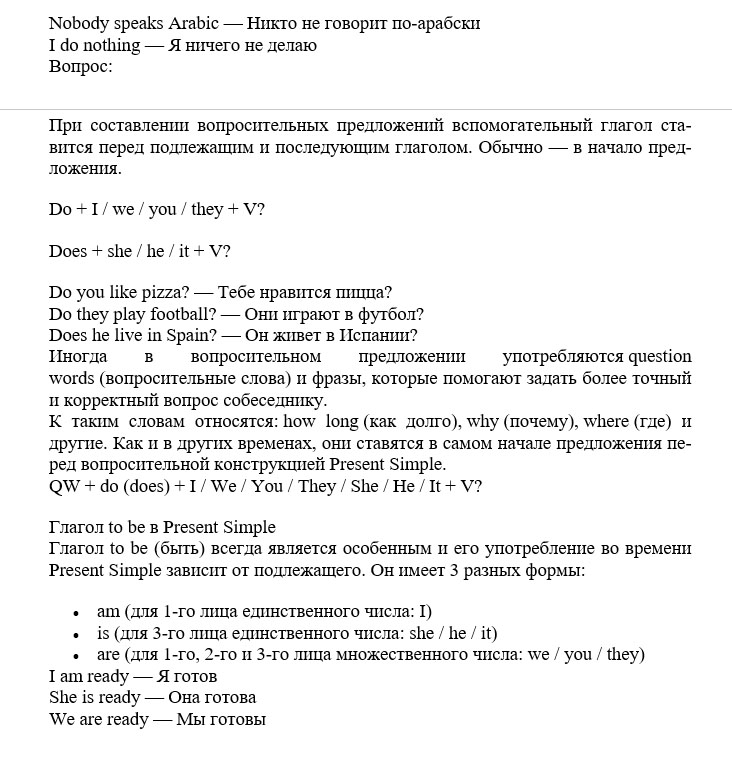 Nobody speaks Arabic — Никто не говорит по-арабски
I do nothing — Я ничего не делаю
Вопрос:
При составлении вопросительных предложений вспомогательный глагол ста-
вится перед подлежащим и последующим глаголом. Обычно — в начало пред-
ложения.
Do + I / we / you / they + V?
Does + she / he / it + V?
Do you like pizza? — Тебе нравится пицца?
Do they play football? — Они играют в футбол?
Does he live in Spain? — Он живет в Испании?
Иногда в вопросительном предложении употребляются question
words (вопросительные слова) и фразы, которые помогают задать более точный
и корректный вопрос собеседнику.
К таким словам относятся: how long (как долго), why (почему), where (где) и
другие. Как и в других временах, они ставятся в самом начале предложения пе-
ред вопросительной конструкцией Present Simple.
QW + do (does) + I / We / You / They / She / He / It + V?
Глагол to be в Present Simple
Глагол to be (быть) всегда является особенным и его употребление во времени
Present Simple зависит от подлежащего. Он имеет 3 разных формы:
• am (для 1-го лица единственного числа: I)
• is (для 3-го лица единственного числа: she / he / it)
• are (для 1-го, 2-го и 3-го лица множественного числа: we / you / they)
I am ready — Я готов
She is ready — Она готова
We are ready — Мы готовы